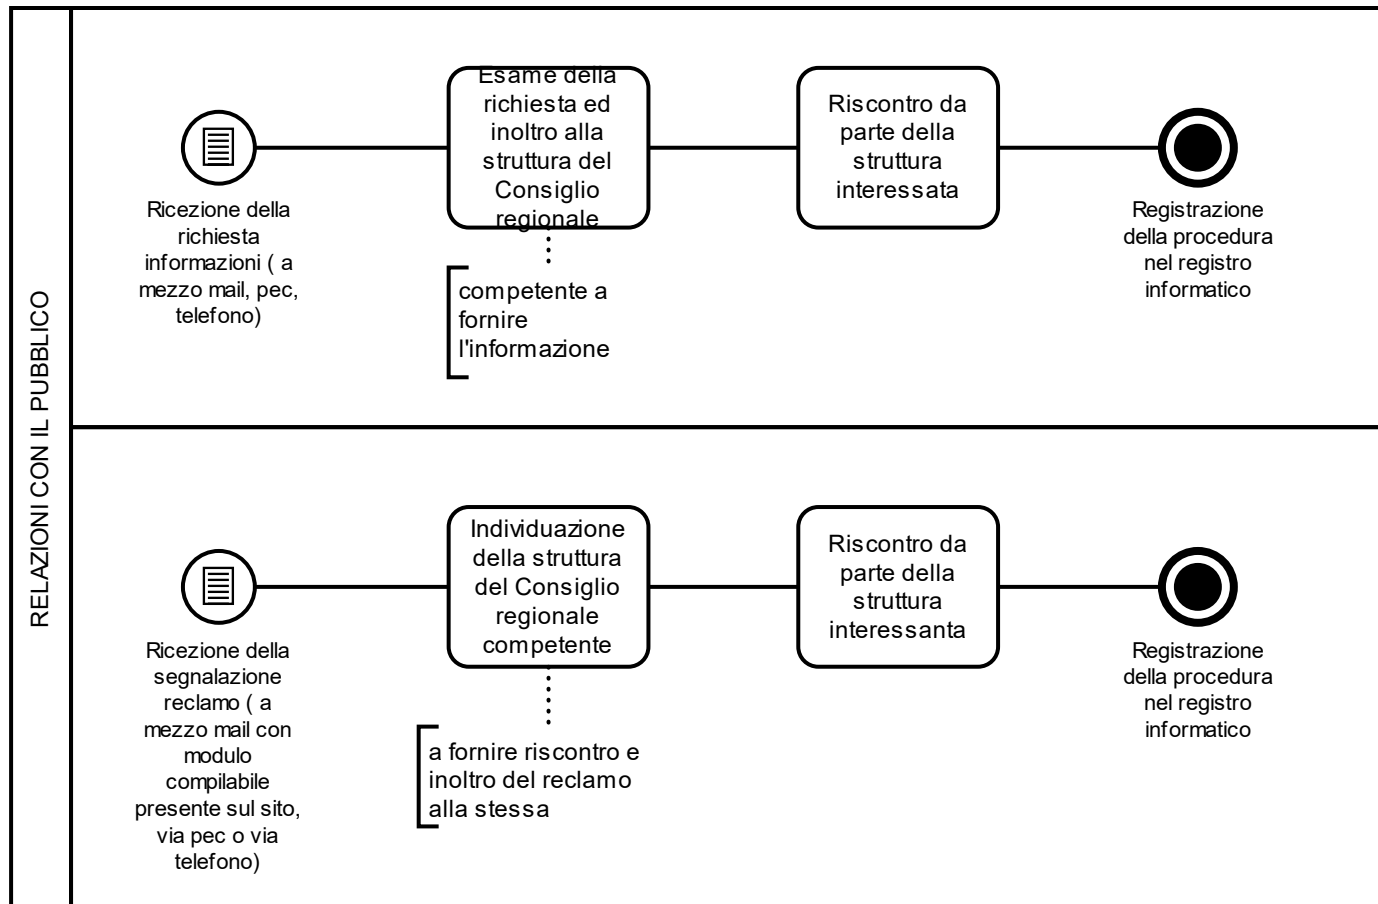 RELAZIONI CON IL PUBBLICO
Ricezione della
richiesta
informazioni ( a
mezzo mail, pec,
telefono)
Esame della
richiesta ed
inoltro alla
struttura del
Consiglio
regionale
competente a
fornire
l'informazione
Riscontro da
parte della
struttura
interessata
Registrazione
della procedura
nel registro
informatico
Ricezione della
segnalazione
reclamo ( a
mezzo mail con
modulo
compilabile
presente sul sito,
via pec o via
telefono)
Individuazione
della struttura
del Consiglio
regionale
competente
a fornire riscontro e
inoltro del reclamo
alla stessa
Riscontro da
parte della
struttura
interessanta
Registrazione
della procedura
nel registro
informatico